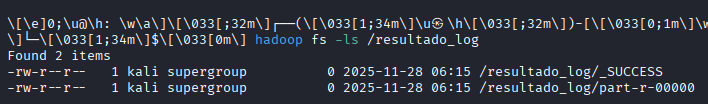 \[\e]0;\u@\h: \w\a\]\[\033[;32m\]┌──(\[\033[1;34m\]\u㉿\h\[\033[;32m\])-[\[\033[0;1m\]\w
\]└─\[\033[1;34m\]$\[\033[0m\] hadoop fs -ls /resultado_log
Found 2 items
-rw-r--r--   1 kali supergroup          0 2025-11-28 06:15 /resultado_log/_SUCCESS
-rw-r--r--   1 kali supergroup          0 2025-11-28 06:15 /resultado_log/part-r-00000